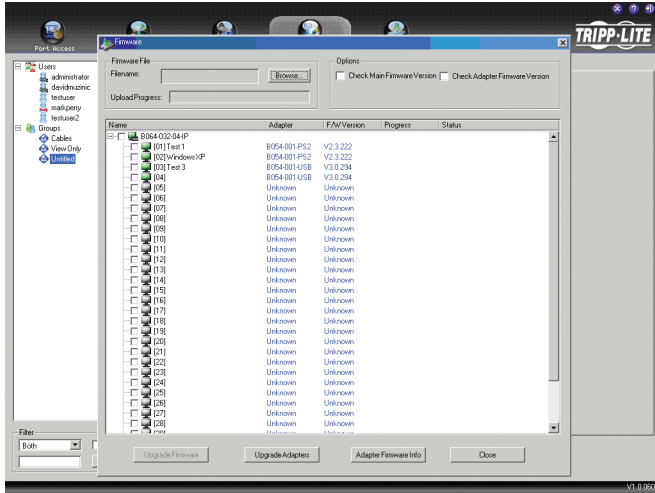 TRIPP·LITE
Port Access
Firmware
Users
administrator
davidmuzinic
testuser
markperry
testuser2
Groups
Cables
View Only
Untitled
Firmware File
Filename:
Browse...
Upload Progress:
Options
Check Main Firmware Version
Check Adapter Firmware Version
Name Adapter F/W Version Progress Status
B064-032-04-IP
[01] Test 1 B054-001-PS2 V2.3.222
[02] Windows XP B054-001-PS2 V2.3.222
[03] Test 3 B054-001-USB V3.0.294
[04] B054-001-USB V3.0.294
[05] Unknown Unknown
[06] Unknown Unknown
[07] Unknown Unknown
[08] Unknown Unknown
[09] Unknown Unknown
[10] Unknown Unknown
[11] Unknown Unknown
[12] Unknown Unknown
[13] Unknown Unknown
[14] Unknown Unknown
[15] Unknown Unknown
[16] Unknown Unknown
[17] Unknown Unknown
[18] Unknown Unknown
[19] Unknown Unknown
[20] Unknown Unknown
[21] Unknown Unknown
[22] Unknown Unknown
[23] Unknown Unknown
[24] Unknown Unknown
[25] Unknown Unknown
[26] Unknown Unknown
[27] Unknown Unknown
[28] Unknown Unknown
Filter
Both
Upgrade Firmware
Upgrade Adapters
Adapter Firmware Info
Close
V1.0.060